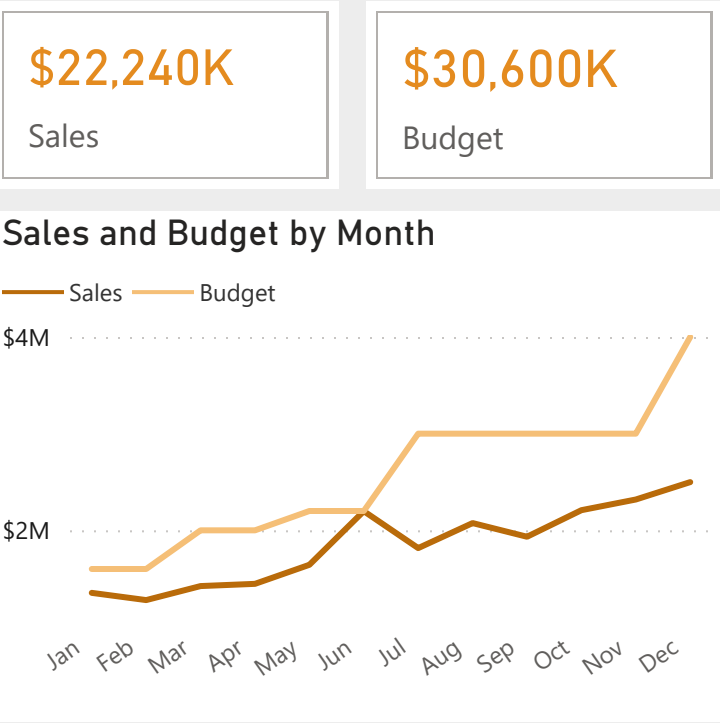 $22,240K
Sales
$30,600K
Budget
Sales and Budget by Month
Sales Budget
$4M
$2M
Jan Feb Mar Apr May Jun Jul Aug Sep Oct Nov Dec